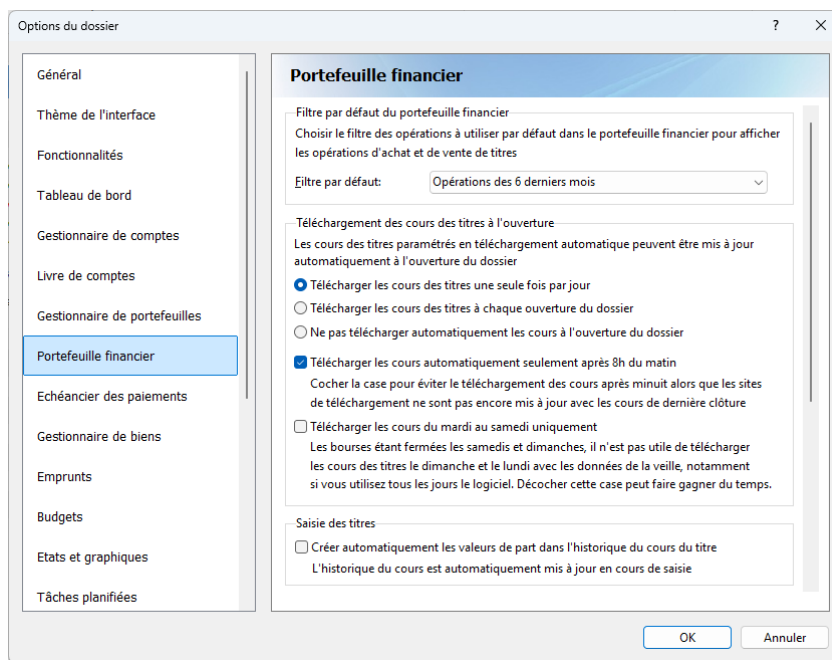 Options du dossier
?
Général
Thème de l'interface
Fonctionnalités
Tableau de bord
Gestionnaire de comptes
Livre de comptes
Gestionnaire de portefeuilles
Portefeuille financier
Echéancier des paiements
Gestionnaire de biens
Emprunts
Budgets
Etats et graphiques
Tâches planifiées
Portefeuille financier
Filtre par défaut du portefeuille financier
Choisir le filtre des opérations à utiliser par défaut dans le portefeuille financier pour afficher
les opérations d'achat et de vente de titres
Filtre par défaut:
Opérations des 6 derniers mois
Téléchargement des cours des titres à l'ouverture
Les cours des titres paramétrés en téléchargement automatique peuvent être mis à jour
automatiquement à l'ouverture du dossier
Télécharger les cours des titres une seule fois par jour
Télécharger les cours des titres à chaque ouverture du dossier
Ne pas télécharger automatiquement les cours à l'ouverture du dossier
Télécharger les cours automatiquement seulement après 8h du matin
Cocher la case pour éviter le téléchargement des cours après minuit alors que les sites
de téléchargement ne sont pas encore mis à jour avec les cours de dernière clôture
Télécharger les cours du mardi au samedi uniquement
Les bourses étant fermées les samedis et dimanches, il n'est pas utile de télécharger
les cours des titres le dimanche et le lundi avec les données de la veille, notamment
si vous utilisez tous les jours le logiciel. Décocher cette case peut faire gagner du temps.
Saisie des titres
Créer automatiquement les valeurs de part dans l'historique du cours du titre
L'historique du cours est automatiquement mis à jour en cours de saisie
OK
Annuler